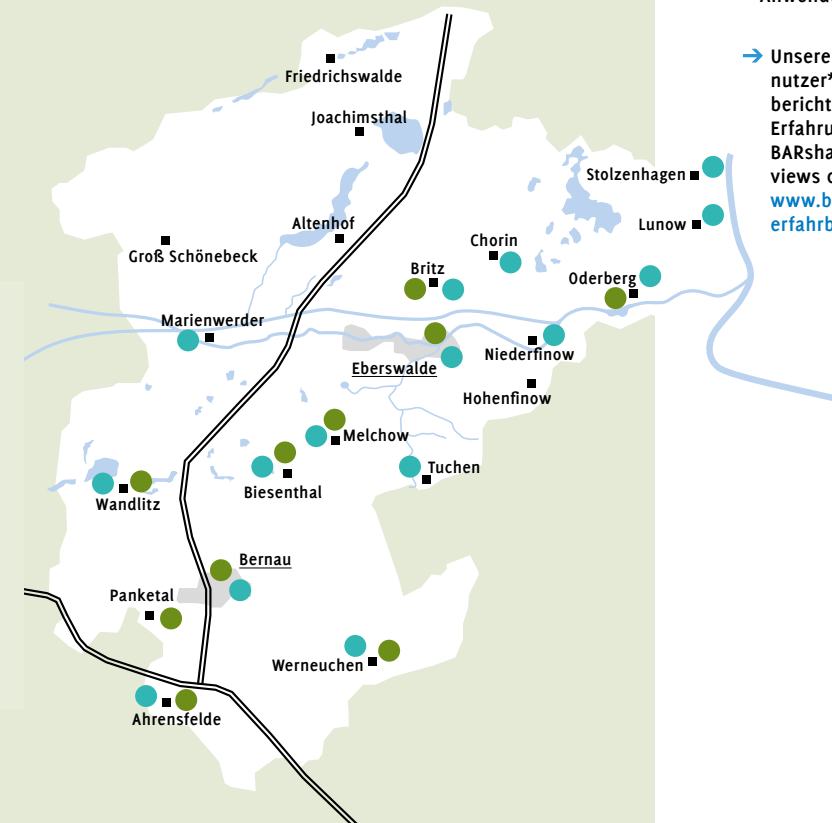 Friedrichswalde
Joachimsthal
Altenhof
Groß Schönebeck
Chorin
Britz
Stolzenhagen
Lunow
Oderberg
Marienwerder
Niederfinow
Eberswalde
Hohenfinow
Melchow
Tuchen
Biesenthal
Wandlitz
Bernau
Panketal
Werneuchen
Ahrensfelde
→ Unsere
nutzer*
bericht
Erfahru
BARsha
views
www.b
erfahrb